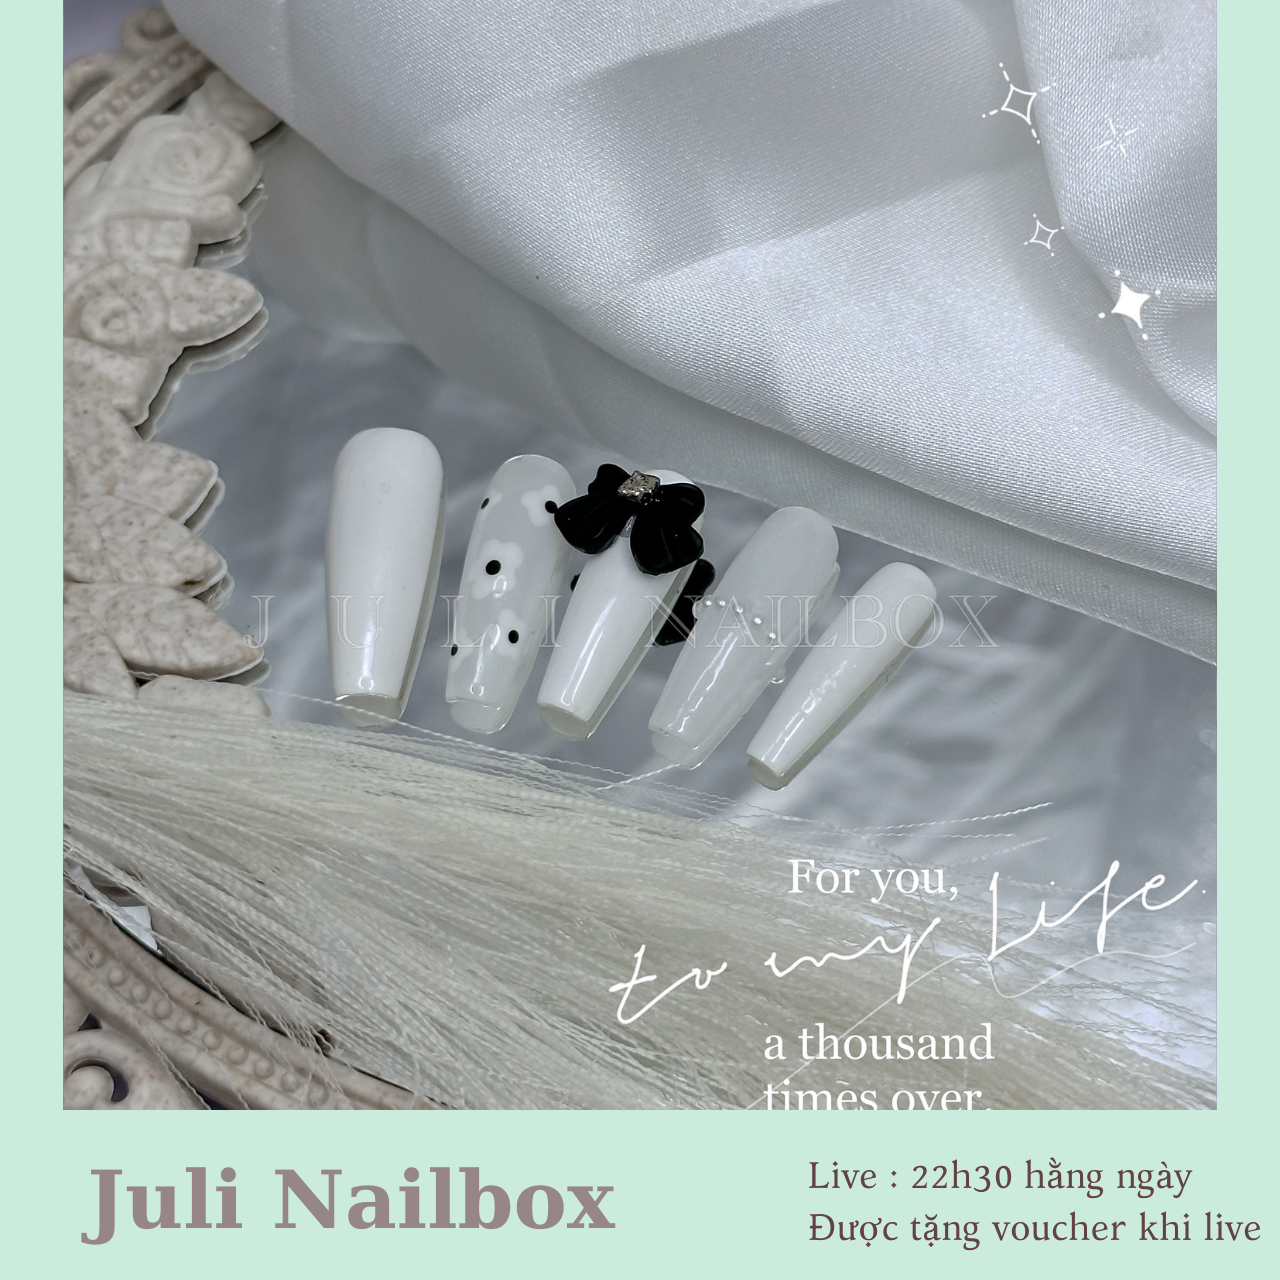 JULI NAILBOX
For you,
to my Life
a thousand
times over.
Juli Nailbox
Live : 22h30 hằng ngày
Được tặng voucher khi live